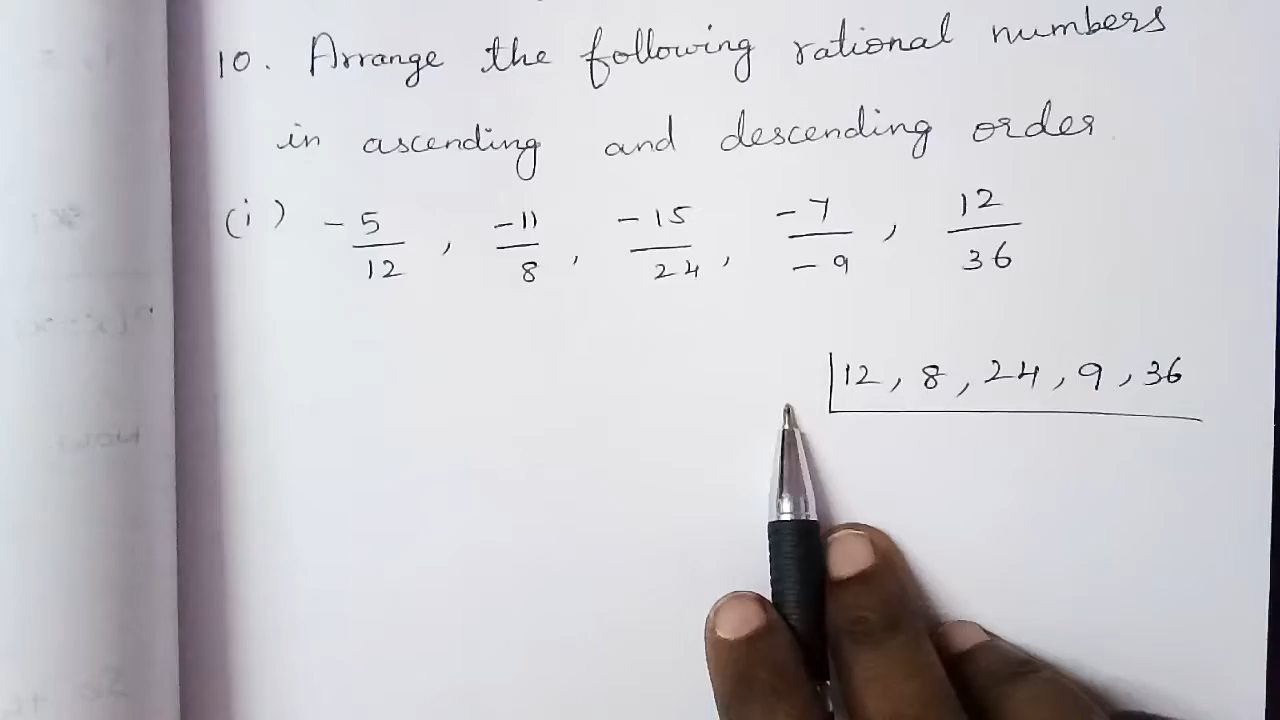 10. Arrange the following rational numbers
in ascending and descending order
(i) -5/12, -11/8, -15/24, -7/-9, 12/36
12, 8, 24, 9, 36